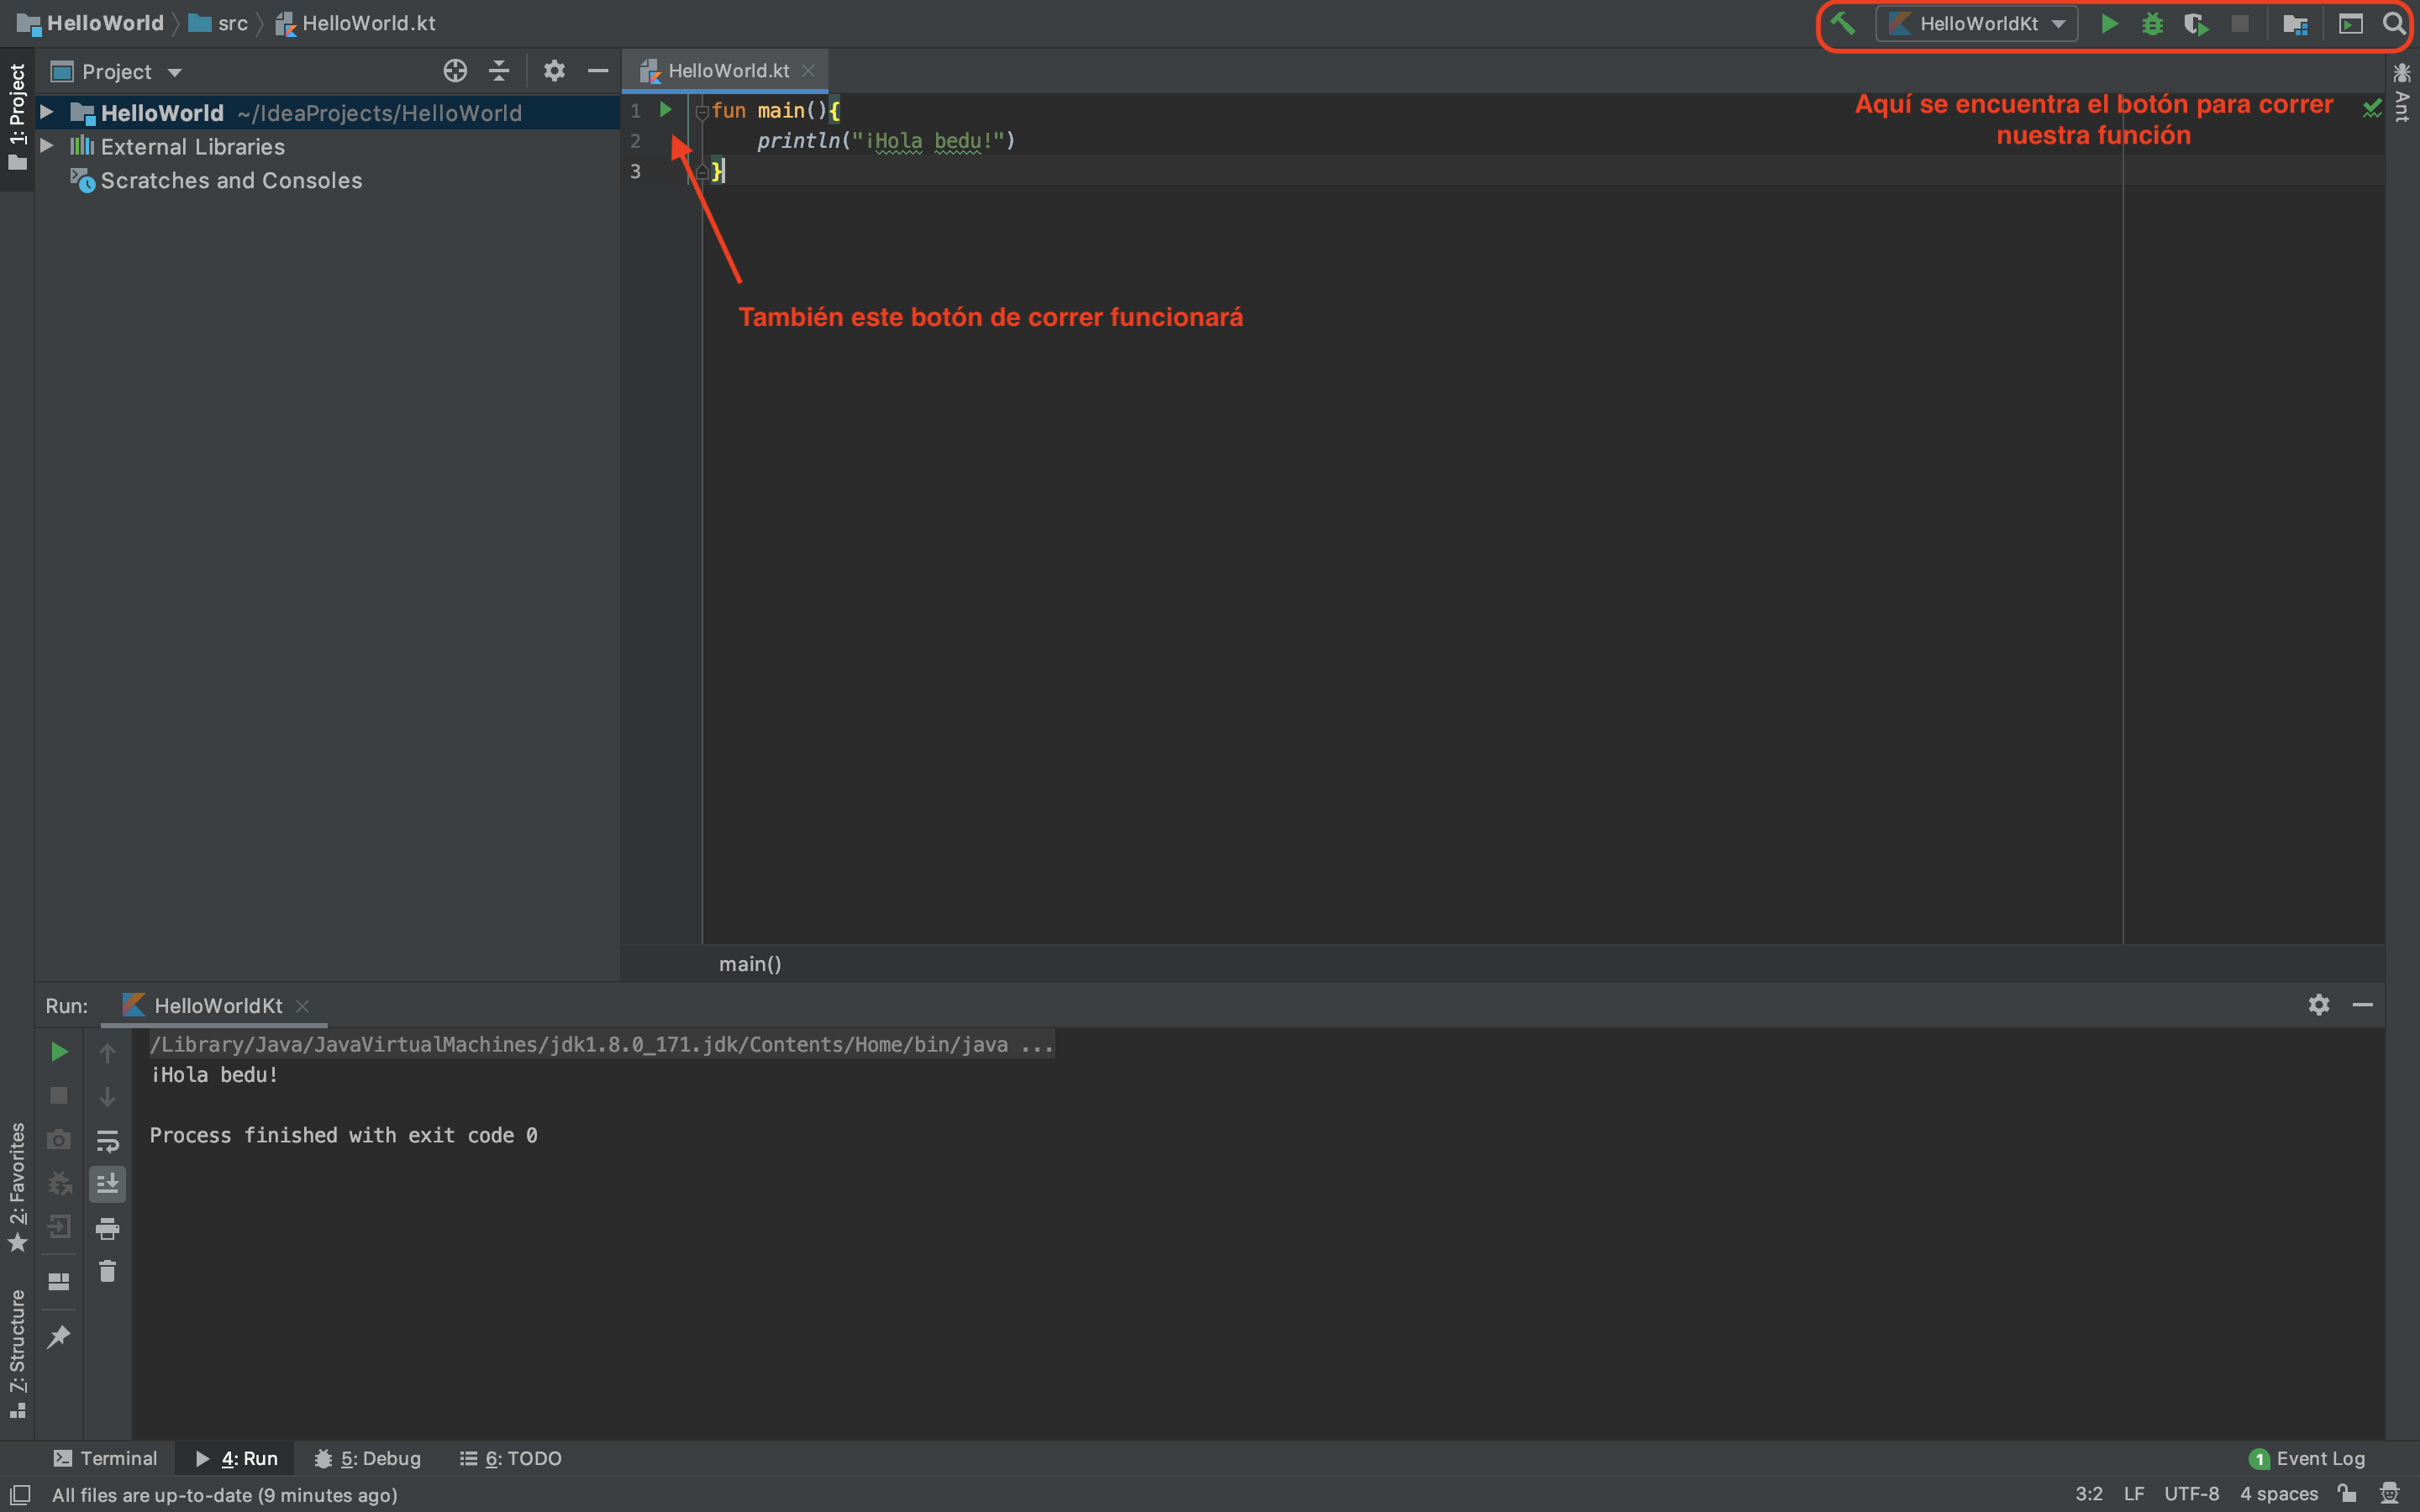 HelloWorld src HelloWorld.kt
HelloWorldKt
1: Project
Project
HelloWorld.kt
HelloWorld ~/IdeaProjects/HelloWorld
External Libraries
Scratches and Consoles
1 fun main(){
2 println("¡Hola bedu!")
3 }
Aquí se encuentra el botón para correr
nuestra función
También este botón de correr funcionará
Ant
main()
Run: HelloWorldKt
/Library/Java/JavaVirtualMachines/jdk1.8.0_171.jdk/Contents/Home/bin/java ...
¡Hola bedu!
Process finished with exit code 0
2: Favorites
7: Structure
Terminal 4: Run 5: Debug 6: TODO 1 Event Log
All files are up-to-date (9 minutes ago) 3:2 LF UTF-8 4 spaces